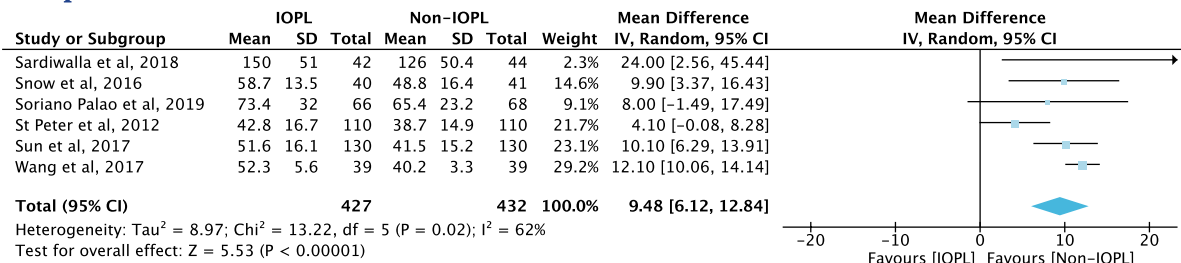 IOPL Non-IOPL Mean Difference Mean Difference
Study or Subgroup Mean SD Total Mean SD Total Weight IV, Random, 95% CI IV, Random, 95% CI
Sardiwalla et al, 2018 150 51 42 126 50.4 44 2.3% 24.00 [2.56, 45.44]
Snow et al, 2016 58.7 13.5 40 48.8 16.4 41 14.6% 9.90 [3.37, 16.43]
Soriano Palao et al, 2019 73.4 32 66 65.4 23.2 68 9.1% 8.00 [-1.49, 17.49]
St Peter et al, 2012 42.8 16.7 110 38.7 14.9 110 21.7% 4.10 [-0.08, 8.28]
Sun et al, 2017 51.6 16.1 130 41.5 15.2 130 23.1% 10.10 [6.29, 13.91]
Wang et al, 2017 52.3 5.6 39 40.2 3.3 39 29.2% 12.10 [10.06, 14.14]
Total (95% CI) 427 432 100.0% 9.48 [6.12, 12.84]
Heterogeneity: Tau² = 8.97; Chi² = 13.22, df = 5 (P = 0.02); I² = 62%
Test for overall effect: Z = 5.53 (P < 0.00001)
-20 -10 0 10 20
Favours [IOPL] Favours [Non-IOPL]